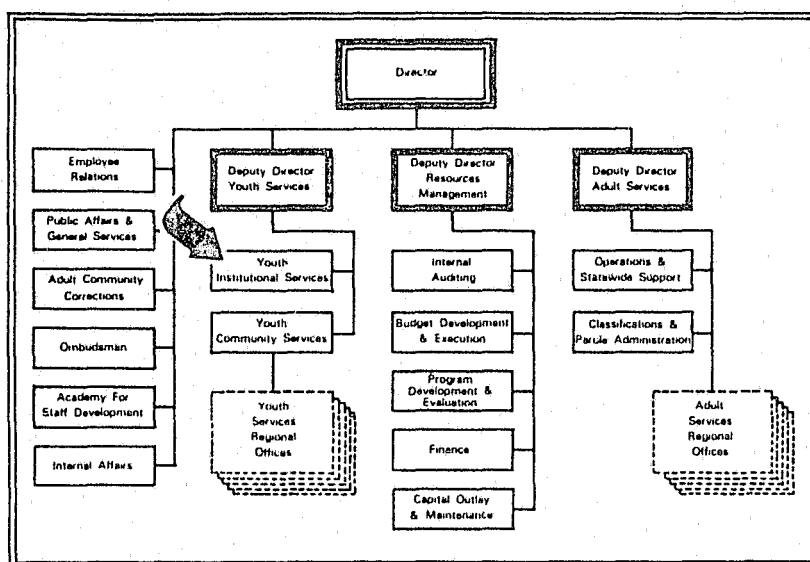 Director
Employee
Relations
Public Affairs &
General Services
Adult Community
Corrections
Ombudsman
Academy For
Staff Development
Internal Affairs
Deputy Director
Youth Services
Youth
Institutional Services
Youth
Community Services
Youth
Services
Regional
Offices
Deputy Director
Resources
Management
Internal
Auditing
Budget Development
& Execution
Program
Development &
Evaluation
Finance
Capital Outlay
& Maintenance
Deputy Director
Adult Services
Operations &
Statewide Support
Classifications &
Parole Administration
Adult
Services
Regional
Offices